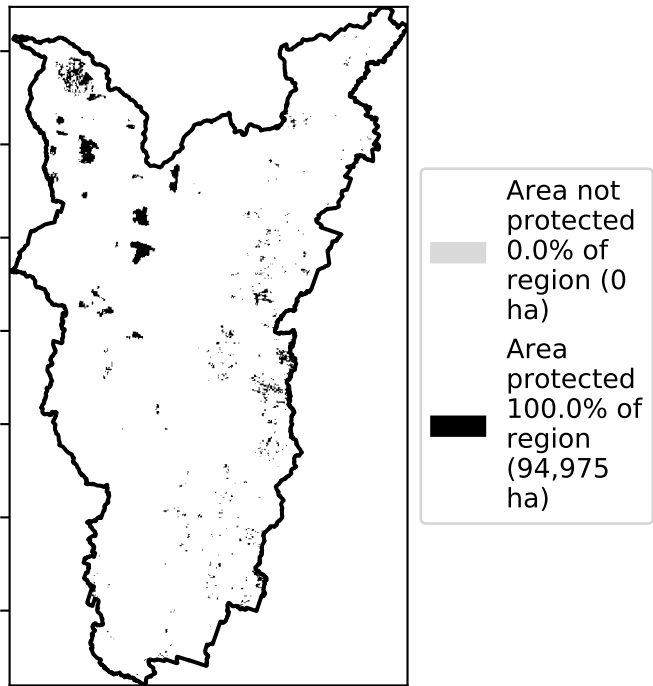 Area not
protected
0.0% of
region (0
ha)
Area
protected
100.0% of
region
(94,975
ha)